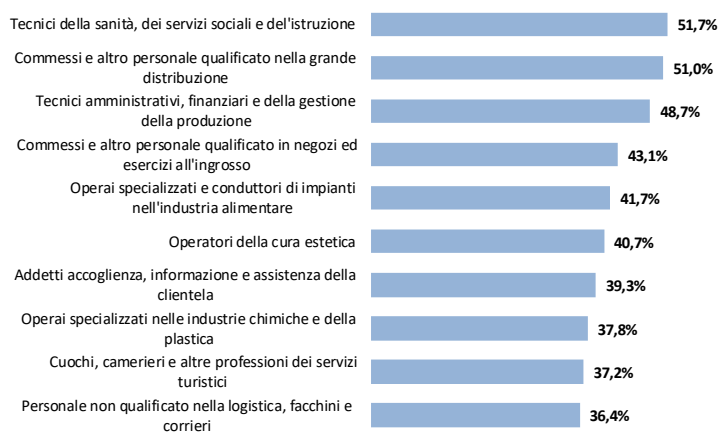 Tecnici della sanità, dei servizi sociali e del'istruzione
51,7%
Commessi e altro personale qualificato nella grande
distribuzione
51,0%
Tecnici amministrativi, finanziari e della gestione
della produzione
48,7%
Commessi e altro personale qualificato in negozi ed
esercizi all'ingrosso
43,1%
Operai specializzati e conduttori di impianti
nell'industria alimentare
41,7%
Operatori della cura estetica
40,7%
Addetti accoglienza, informazione e assistenza della
clientela
39,3%
Operai specializzati nelle industrie chimiche e della
plastica
37,8%
Cuochi, camerieri e altre professioni dei servizi
turistici
37,2%
Personale non qualificato nella logistica, facchini e
corrieri
36,4%